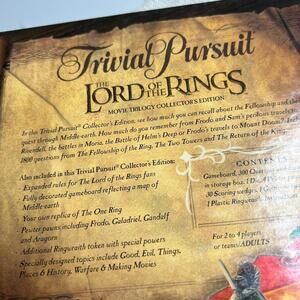 Trivial Pursuit
THE LORD OF THE RINGS
MOVIE TRILOGY COLLECTOR'S EDITION
In this Trivial Pursuit® Collector's Edition, see how much you can recall about the Fellowship and the
quest through Middle-earth. How much do you remember from Frodo and Sam's perilous travels
Rivendell, the battles in Moria, the Battle of Helm's Deep or Frodo's travels to Mount Doom?
1800 questions from The Fellowship of the Ring, The Two Towers and The Return of the King
Also included in this Trivial Pursuit® Collector's Edition:
· Expanded rules for The Lord of the Rings fans
· Fully decorated gameboard reflecting a map of
Middle-earth
· Your own replica of The One Ring
· Pewter pawns including Frodo, Galadriel, Gandalf
and Aragorn
· Additional Ringwraith token with special powers
· Specially designed topics include Good, Evil, Things,
Places & History, Warfare & Making Movies
CONTEN
Gameboard, 300 Quest
in storage box, 1
30 Scoring wedges, 1
1 Plastic Ringwraith
For 2 to 4 players
or teams/ADULTS